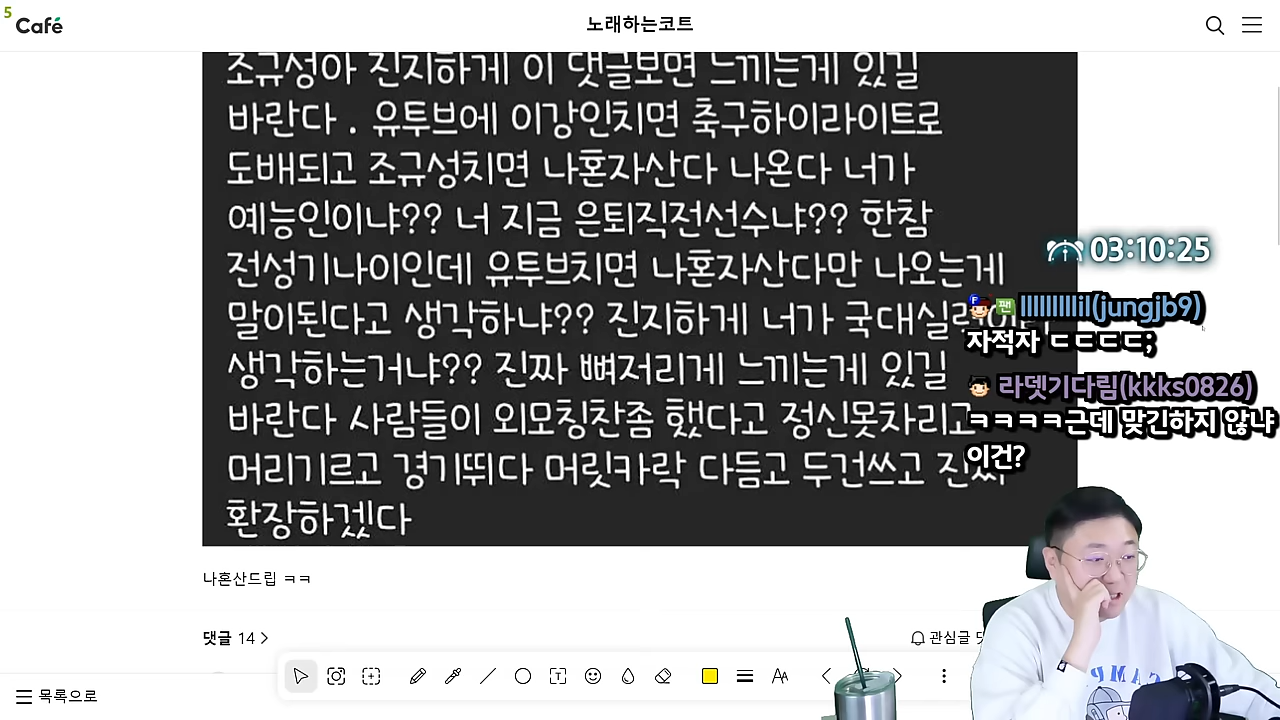 5
Café
노래하는코트
조규성아 진지하게 이 댓글보면 느끼는게 있길
바란다 . 유투브에 이강인치면 축구하이라이트로
도배되고 조규성치면 나혼자산다 나온다 너가
예능인이냐?? 너 지금 은퇴직전선수냐?? 한참
전성기나이인데 유투브치면 나혼자산다만 나오는게
말이된다고 생각하냐?? 진지하게 너가 국대실력이
생각하는거냐?? 진짜 뼈저리게 느끼는게 있길
바란다 사람들이 외모칭찬좀 했다고 정신못차리고
머리기르고 경기뛰다 머릿카락 다듬고 두건쓰고 진짜
환장하겠다
나혼산드립 ㅋㅋ
댓글 14
관심글
목록으로
03:10:25
llllllllllil(jungjb9)
자적자 ㄷㄷㄷㄷ;
라뎃기다림(kkks0826)
ㅋㅋㅋㅋ근데 맞긴하지 않냐
이건?
CAMP